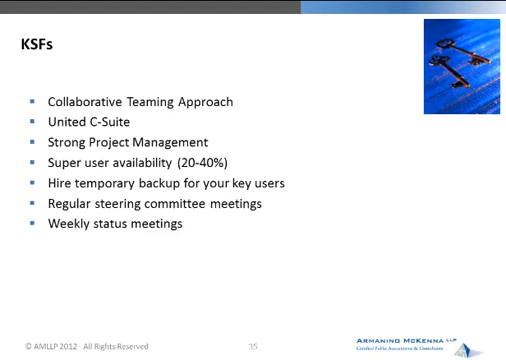 KSFs
Collaborative Teaming Approach
United C-Suite
Strong Project Management
Super user availability (20-40%)
Hire temporary backup for your key users
Regular steering committee meetings
Weekly status meetings
© AMLLP 2012 - All Rights Reserved
35
ARMANINO MCKENNA LLP
Certified Public Accountants & Consultants